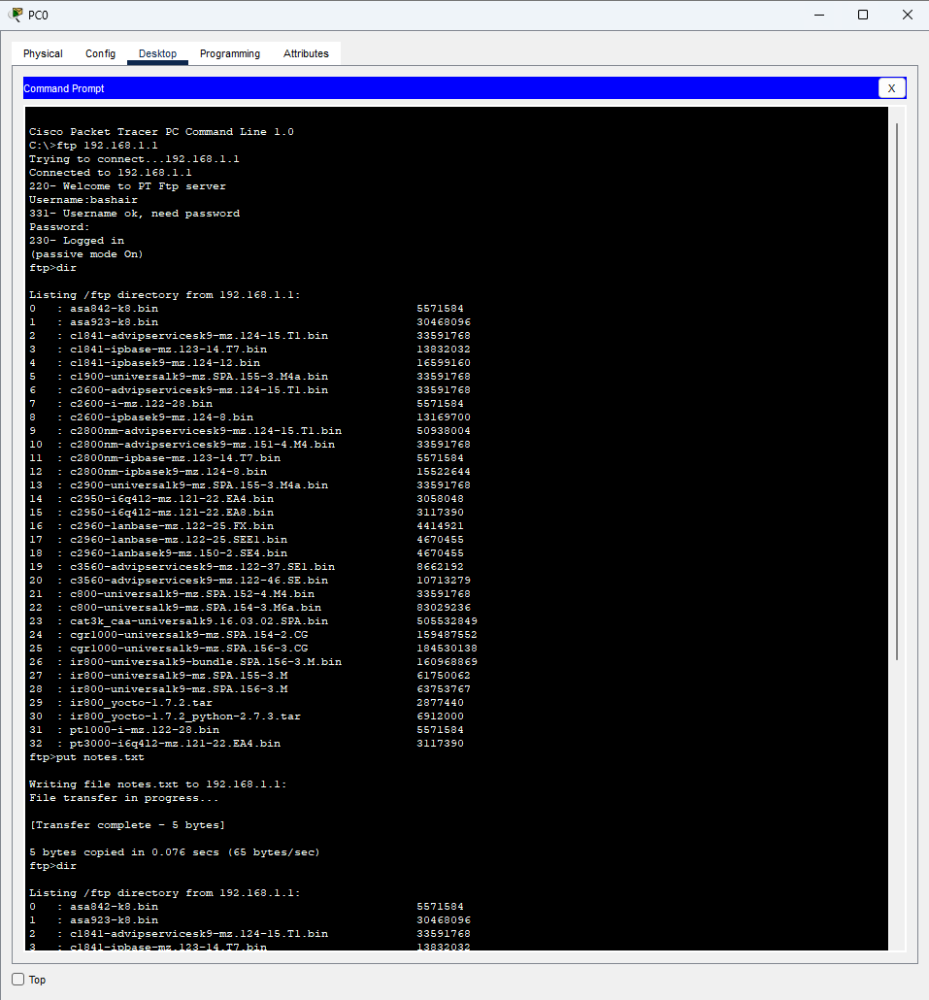 PC0
Physical Config Desktop Programming Attributes
Command Prompt X
Cisco Packet Tracer PC Command Line 1.0
C:\>ftp 192.168.1.1
Trying to connect...192.168.1.1
Connected to 192.168.1.1
220- Welcome to PT Ftp server
Username:bashair
331- Username ok, need password
Password:
230- Logged in
(passive mode On)
ftp>dir
Listing /ftp directory from 192.168.1.1:
0 : asa842-k8.bin 5571584
1 : asa923-k8.bin 30468096
2 : c1841-advipservicesk9-mz.124-15.T1.bin 33591768
3 : c1841-ipbase-mz.123-14.T7.bin 13832032
4 : c1841-ipbasek9-mz.124-12.bin 16599160
5 : c1900-universalk9-mz.SPA.155-3.M4a.bin 33591768
6 : c2600-advipservicesk9-mz.124-15.T1.bin 33591768
7 : c2600-i-mz.122-28.bin 5571584
8 : c2600-ipbasek9-mz.124-8.bin 13169700
9 : c2800nm-advipservicesk9-mz.124-15.T1.bin 50938004
10 : c2800nm-advipservicesk9-mz.151-4.M4.bin 33591768
11 : c2800nm-ipbase-mz.123-14.T7.bin 5571584
12 : c2800nm-ipbasek9-mz.124-8.bin 15522644
13 : c2900-universalk9-mz.SPA.155-3.M4a.bin 33591768
14 : c2950-i6q4l2-mz.121-22.EA4.bin 3058048
15 : c2950-i6q4l2-mz.121-22.EA8.bin 3117390
16 : c2960-lanbase-mz.122-25.FX.bin 4414921
17 : c2960-lanbase-mz.122-25.SEE1.bin 4670455
18 : c2960-lanbasek9-mz.150-2.SE4.bin 4670455
19 : c3560-advipservicesk9-mz.122-37.SE1.bin 8662192
20 : c3560-advipservicesk9-mz.122-46.SE.bin 10713279
21 : c800-universalk9-mz.SPA.152-4.M4.bin 33591768
22 : c800-universalk9-mz.SPA.154-3.M6a.bin 83029236
23 : cat3k_caa-universalk9.16.03.02.SPA.bin 505532849
24 : cgr1000-universalk9-mz.SPA.154-2.CG 159487552
25 : cgr1000-universalk9-mz.SPA.156-3.CG 184530138
26 : ir800-universalk9-bundle.SPA.156-3.M.bin 160968869
27 : ir800-universalk9-mz.SPA.155-3.M 61750062
28 : ir800-universalk9-mz.SPA.156-3.M 63753767
29 : ir800_yocto-1.7.2.tar 2877440
30 : ir800_yocto-1.7.2_python-2.7.3.tar 6912000
31 : pt1000-i-mz.122-28.bin 5571584
32 : pt3000-i6q4l2-mz.121-22.EA4.bin 3117390
ftp>put notes.txt
Writing file notes.txt to 192.168.1.1:
File transfer in progress...
[Transfer complete - 5 bytes]
5 bytes copied in 0.076 secs (65 bytes/sec)
ftp>dir
Listing /ftp directory from 192.168.1.1:
0 : asa842-k8.bin 5571584
1 : asa923-k8.bin 30468096
2 : c1841-advipservicesk9-mz.124-15.T1.bin 33591768
3 : c1841-ipbase-mz.123-14.T7.bin 13832032
Top